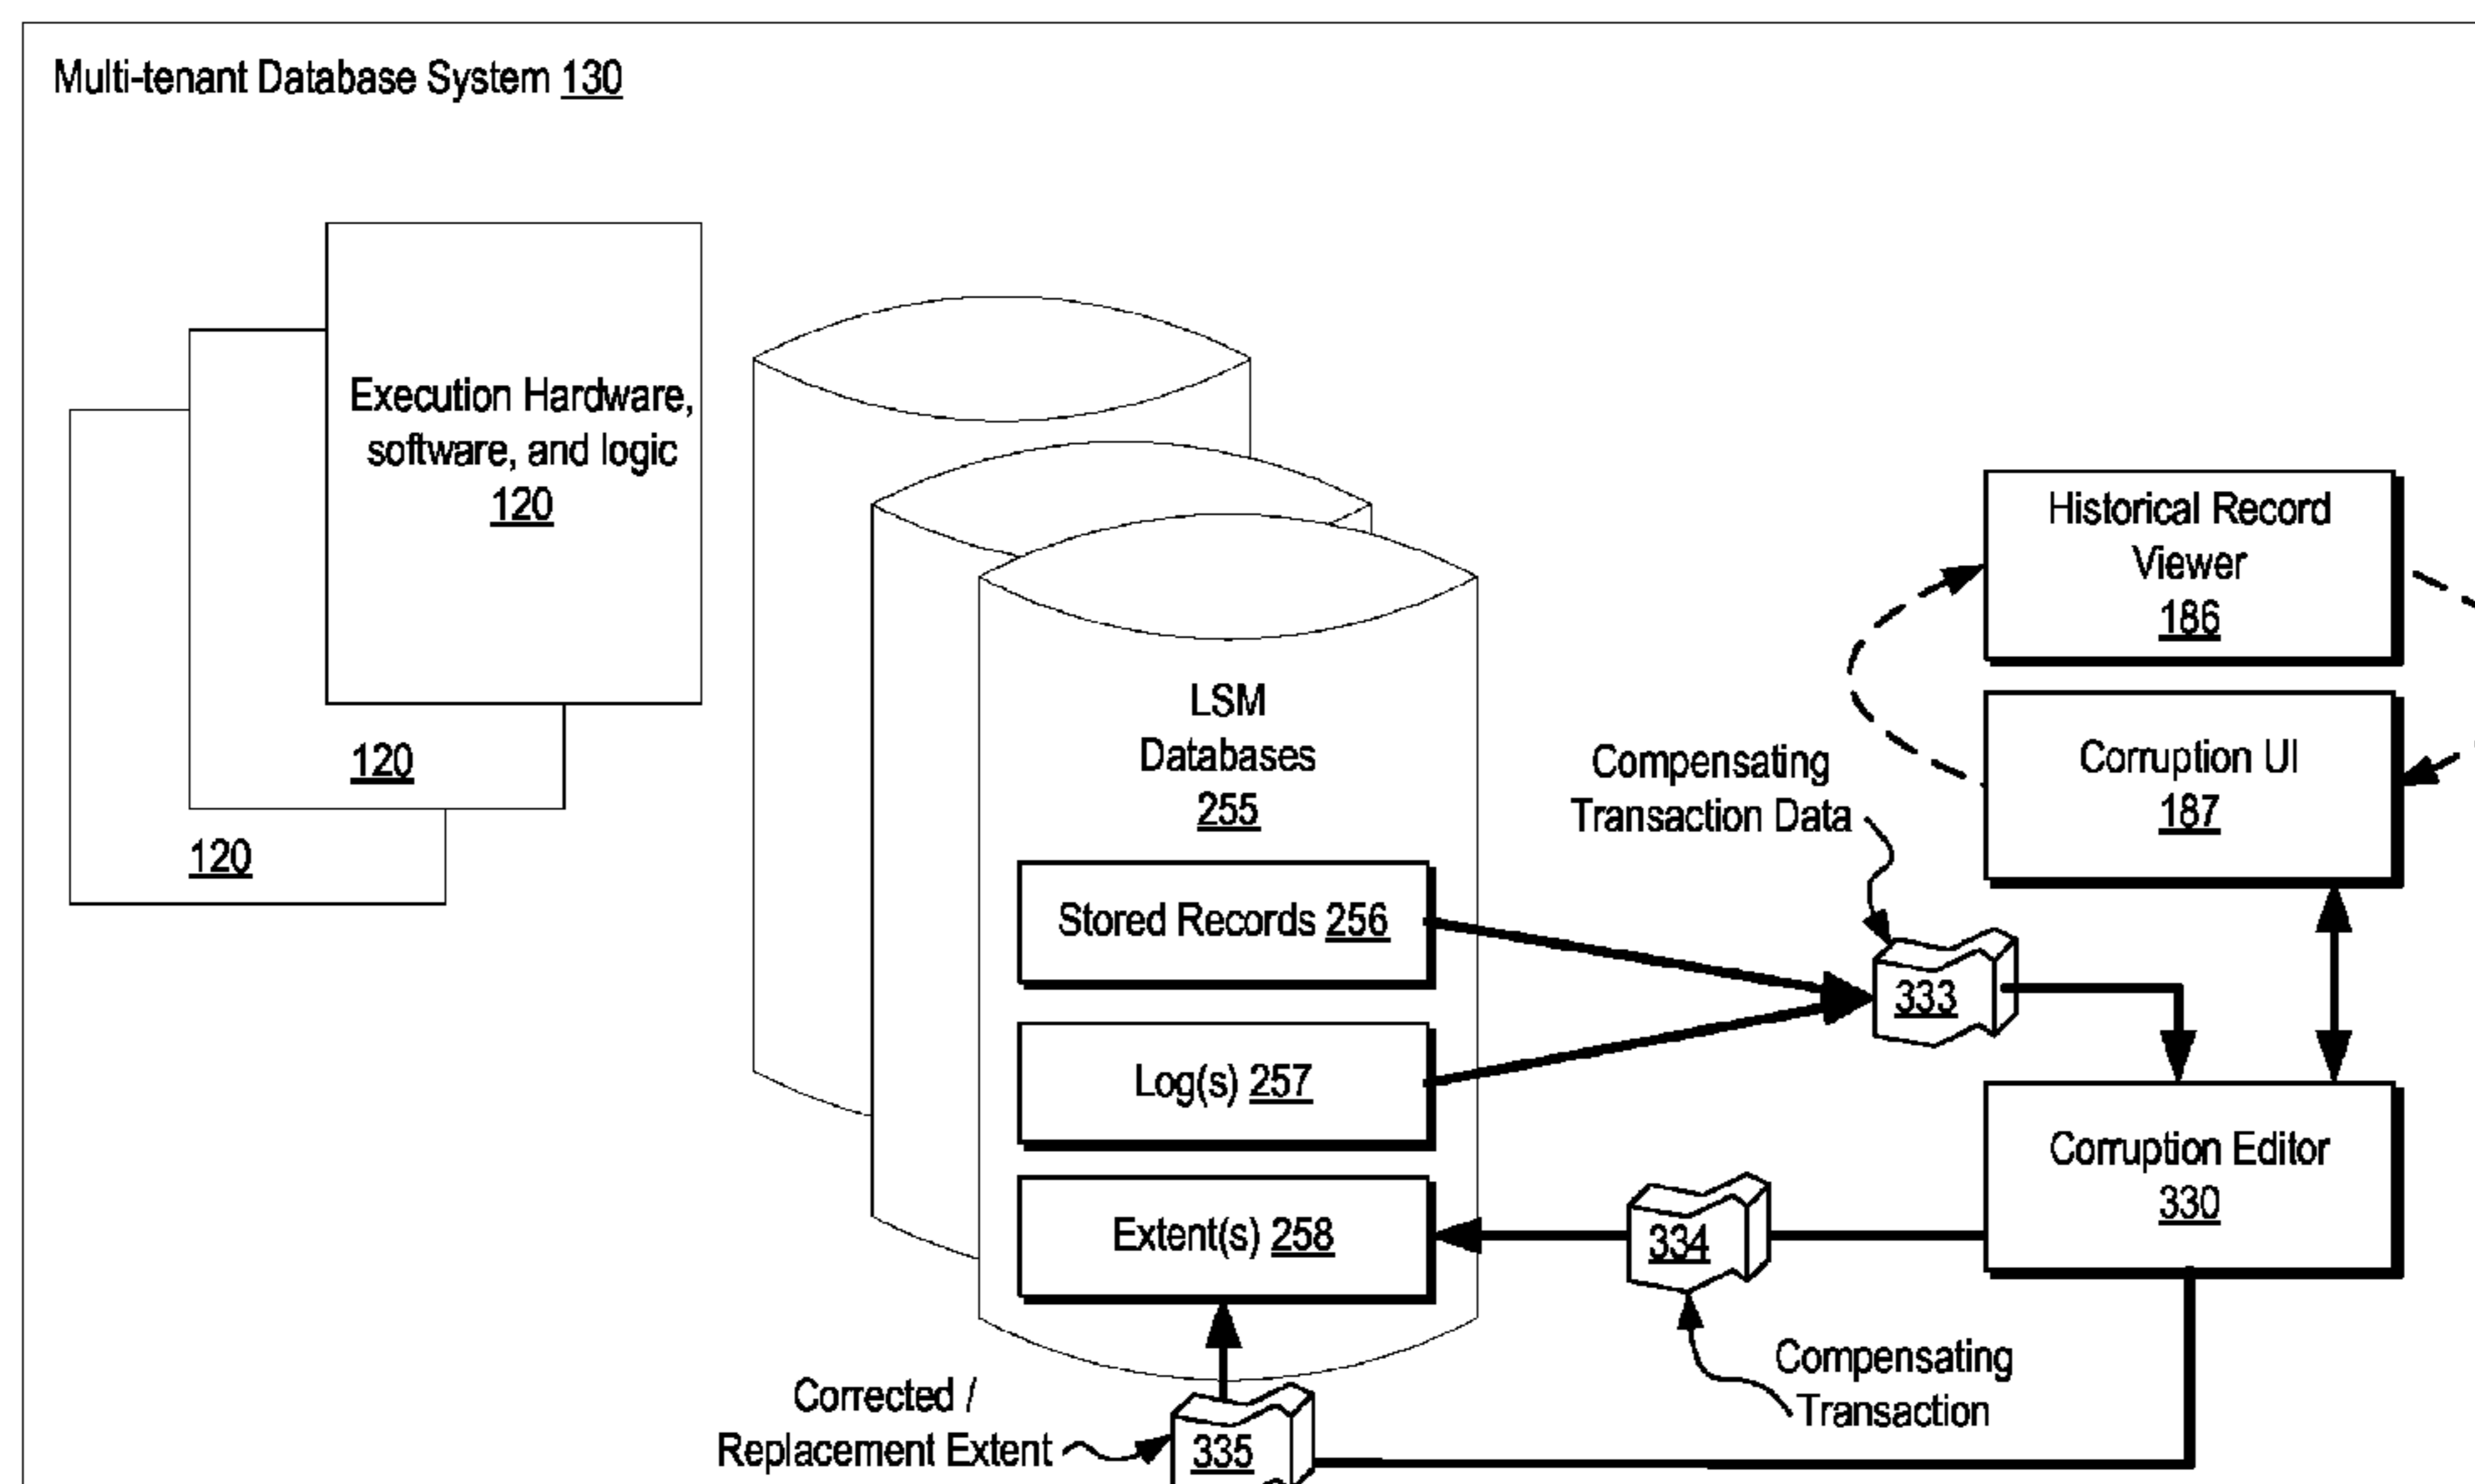 Multi-tenant Database System 130
Execution Hardware,
software, and logic
120
120
120
LSM
Databases
255
Stored Records 256
Log(s) 257
Extent(s) 258
Historical Record
Viewer
186
Corruption UI
187
Compensating
Transaction Data
333
Corruption Editor
330
334
Compensating
Transaction
Corrected /
Replacement Extent
335